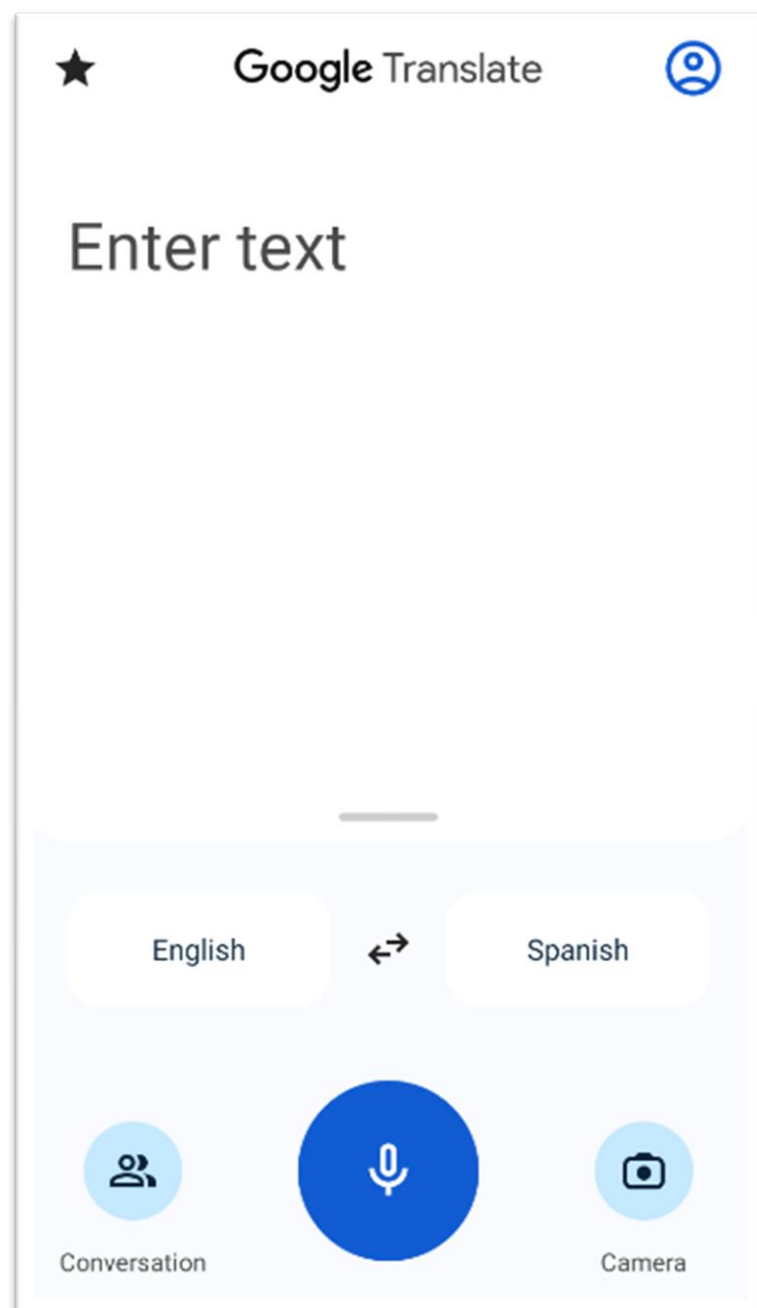 Google Translate
Enter text
English
Spanish
Conversation
Camera